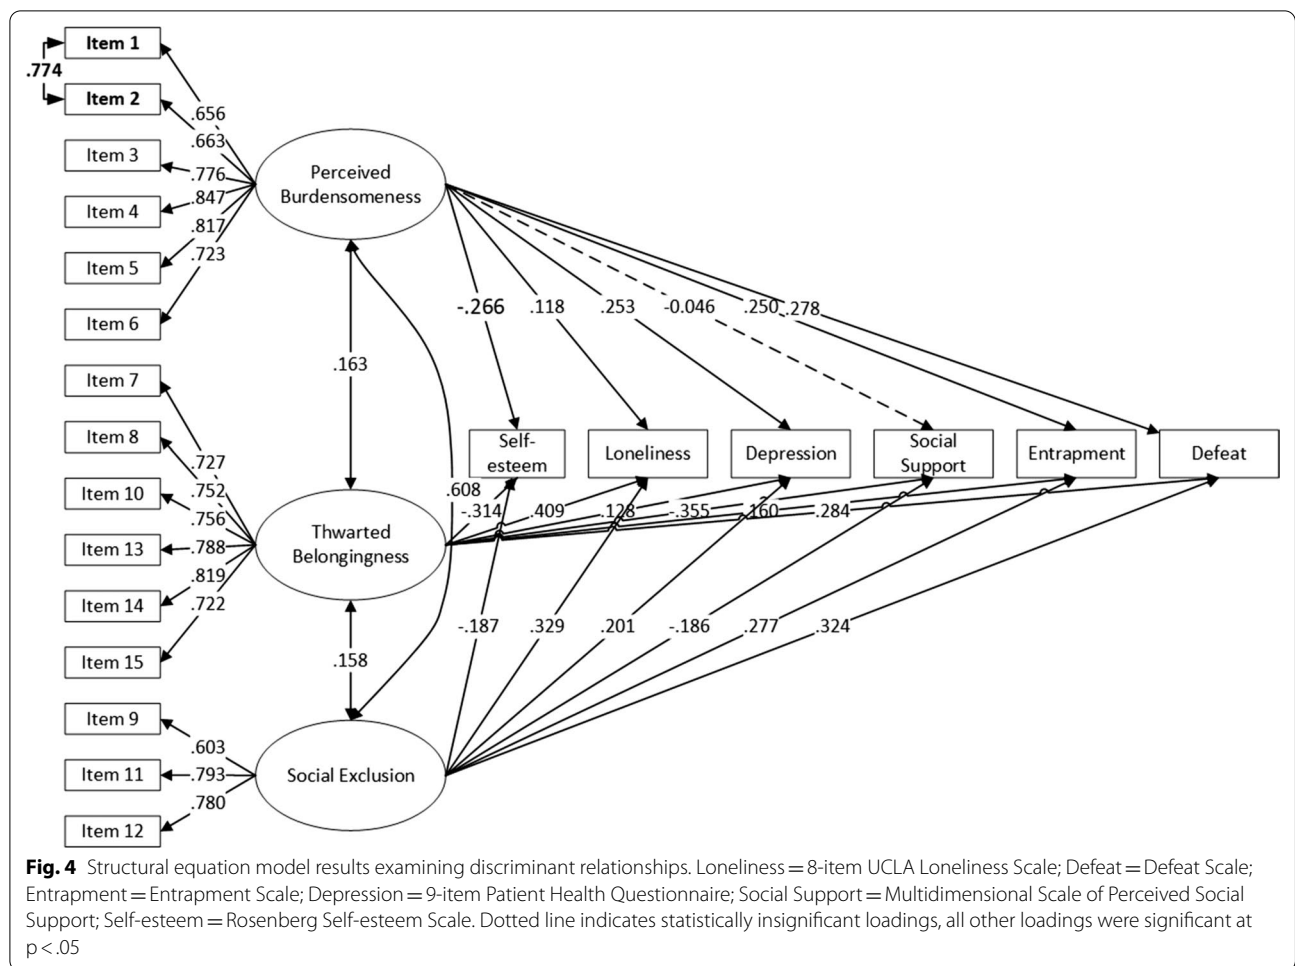 Item 1
.774
Item 2
.656
.663
Item 3
.776
Item 4
.847
.817
Item 5
.723
Item 6
Perceived
Burdensomeness
-.266 .118 .253 -0.046 .250 .278
.163
Item 7
Item 8
.727
.752
Item 10
.756
Item 13
.788
.819
Item 14
.722
Item 15
Self-
esteem
Loneliness
Depression
Social
Support
Entrapment
Defeat
.608
-.314 .409 .128 -.355 .160 .284
Thwarted
Belongingness
-.187 .329 .201 -.186 .277 .324
.158
Item 9
.603
Item 11
.793
.780
Item 12
Social Exclusion
Fig. 4 Structural equation model results examining discriminant relationships. Loneliness = 8-item UCLA Loneliness Scale; Defeat = Defeat Scale;
Entrapment = Entrapment Scale; Depression = 9-item Patient Health Questionnaire; Social Support = Multidimensional Scale of Perceived Social
Support; Self-esteem = Rosenberg Self-esteem Scale. Dotted line indicates statistically insignificant loadings, all other loadings were significant at
p < .05